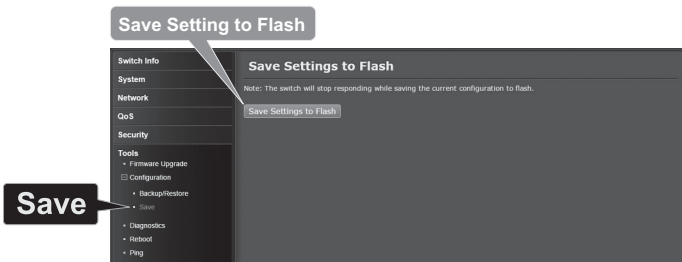 Save Setting to Flash
Switch Info
System
Network
QoS
Security
Tools
Firmware Upgrade
Configuration
Backup/Restore
Save
Diagnostics
Reboot
Ping
Save
Save Settings to Flash
Note: The switch will stop responding while saving the current configuration to flash.
Save Settings to Flash